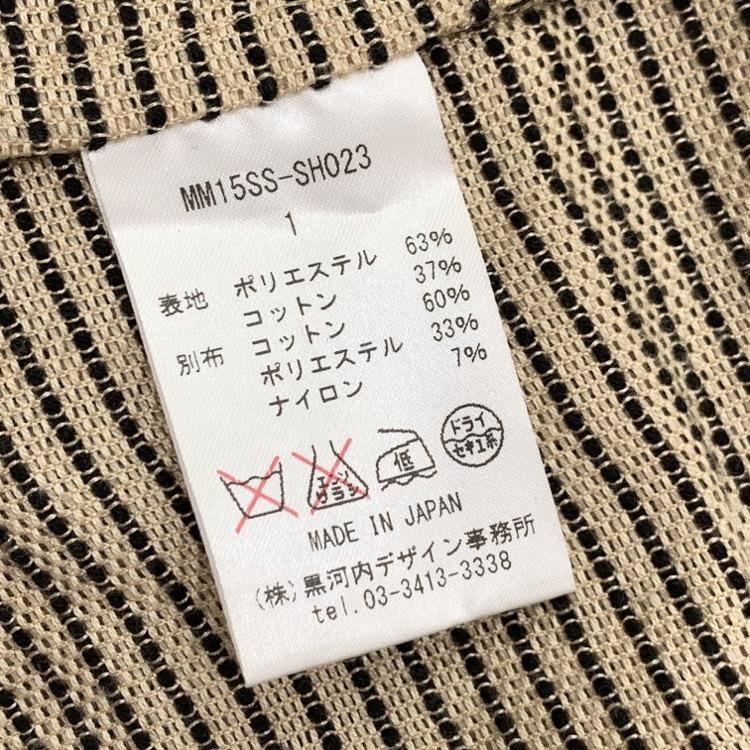 MM15SS-SH023
1
表地 ポリエステル 63%
コットン 37%
別布 コットン 60%
ポリエステル 33%
ナイロン 7%
エンソ サラシ 低 ドライ セキユ系
MADE IN JAPAN
(株)黒河内デザイン事務所
tel.03-3413-3338